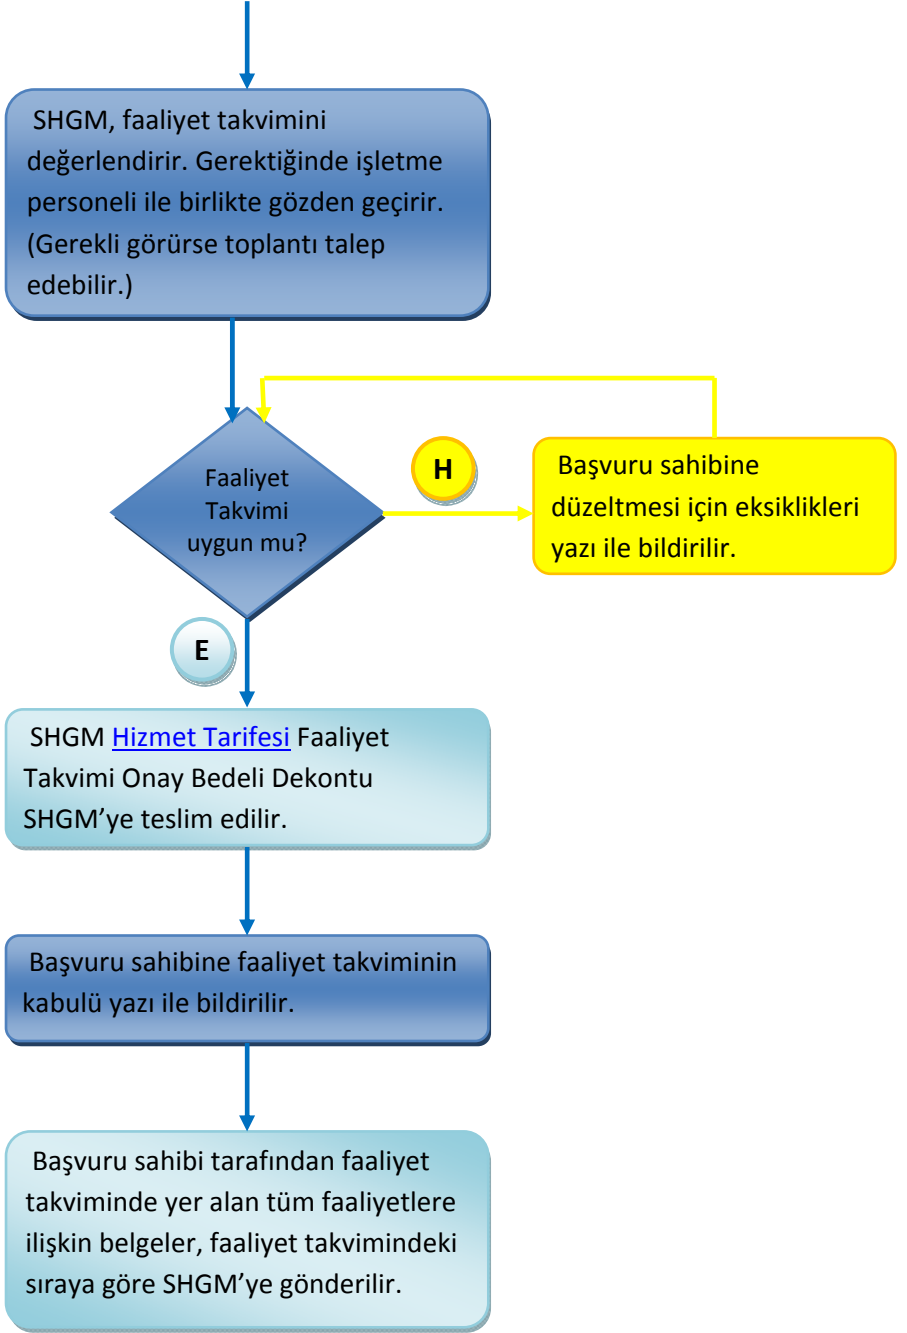 SHGM, faaliyet takvimini
değerlendirir. Gerektiğinde işletme
personeli ile birlikte gözden geçirir.
(Gerekli görürse toplantı talep
edebilir.)
Faaliyet
Takvimi
uygun mu?
H
Başvuru sahibine
düzeltmesi için eksiklikleri
yazı ile bildirilir.
E
SHGM Hizmet Tarifesi Faaliyet
Takvimi Onay Bedeli Dekontu
SHGM’ye teslim edilir.
Başvuru sahibine faaliyet takviminin
kabulü yazı ile bildirilir.
Başvuru sahibi tarafından faaliyet
takviminde yer alan tüm faaliyetlere
ilişkin belgeler, faaliyet takvimindeki
sıraya göre SHGM’ye gönderilir.